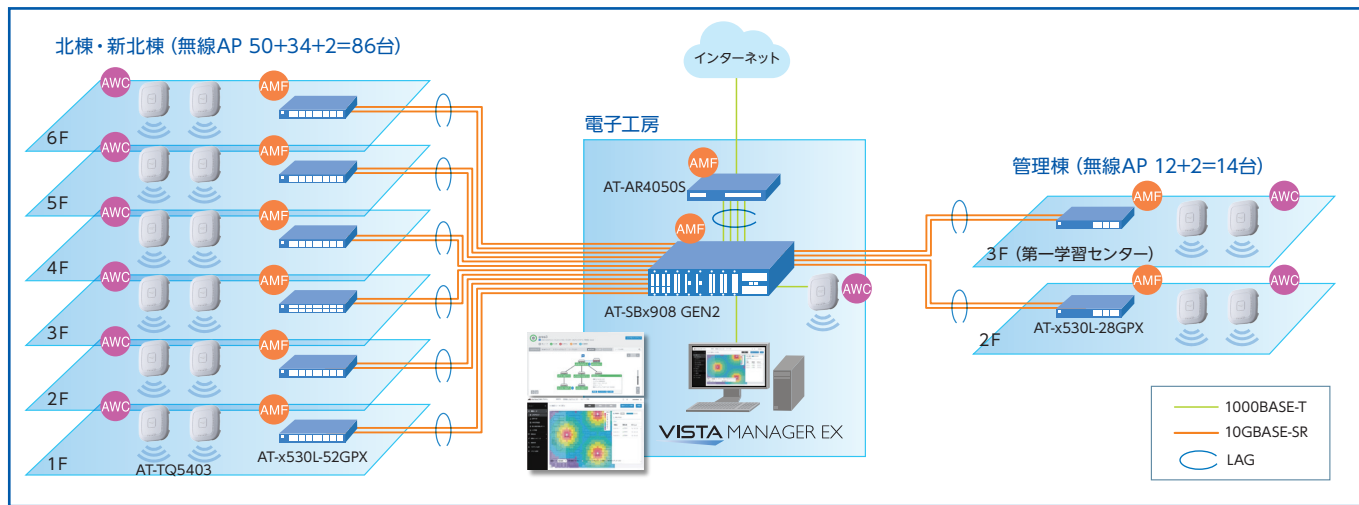 北棟・新北棟 (無線AP 50+34+2=86台)
AWC
AMF
6F
AWC
AMF
5F
AWC
AMF
4F
AWC
AMF
3F
AWC
AMF
2F
AWC
AMF
1F
AT-TQ5403
AT-x530L-52GPX
インターネット
電子工房
AMF
AT-AR4050S
AMF
AT-SBx908 GEN2
AWC
VISTA MANAGER EX
管理棟 (無線AP 12+2=14台)
AMF
AWC
3F (第一学習センター)
AMF
AWC
AT-x530L-28GPX
2F
1000BASE-T
10GBASE-SR
LAG